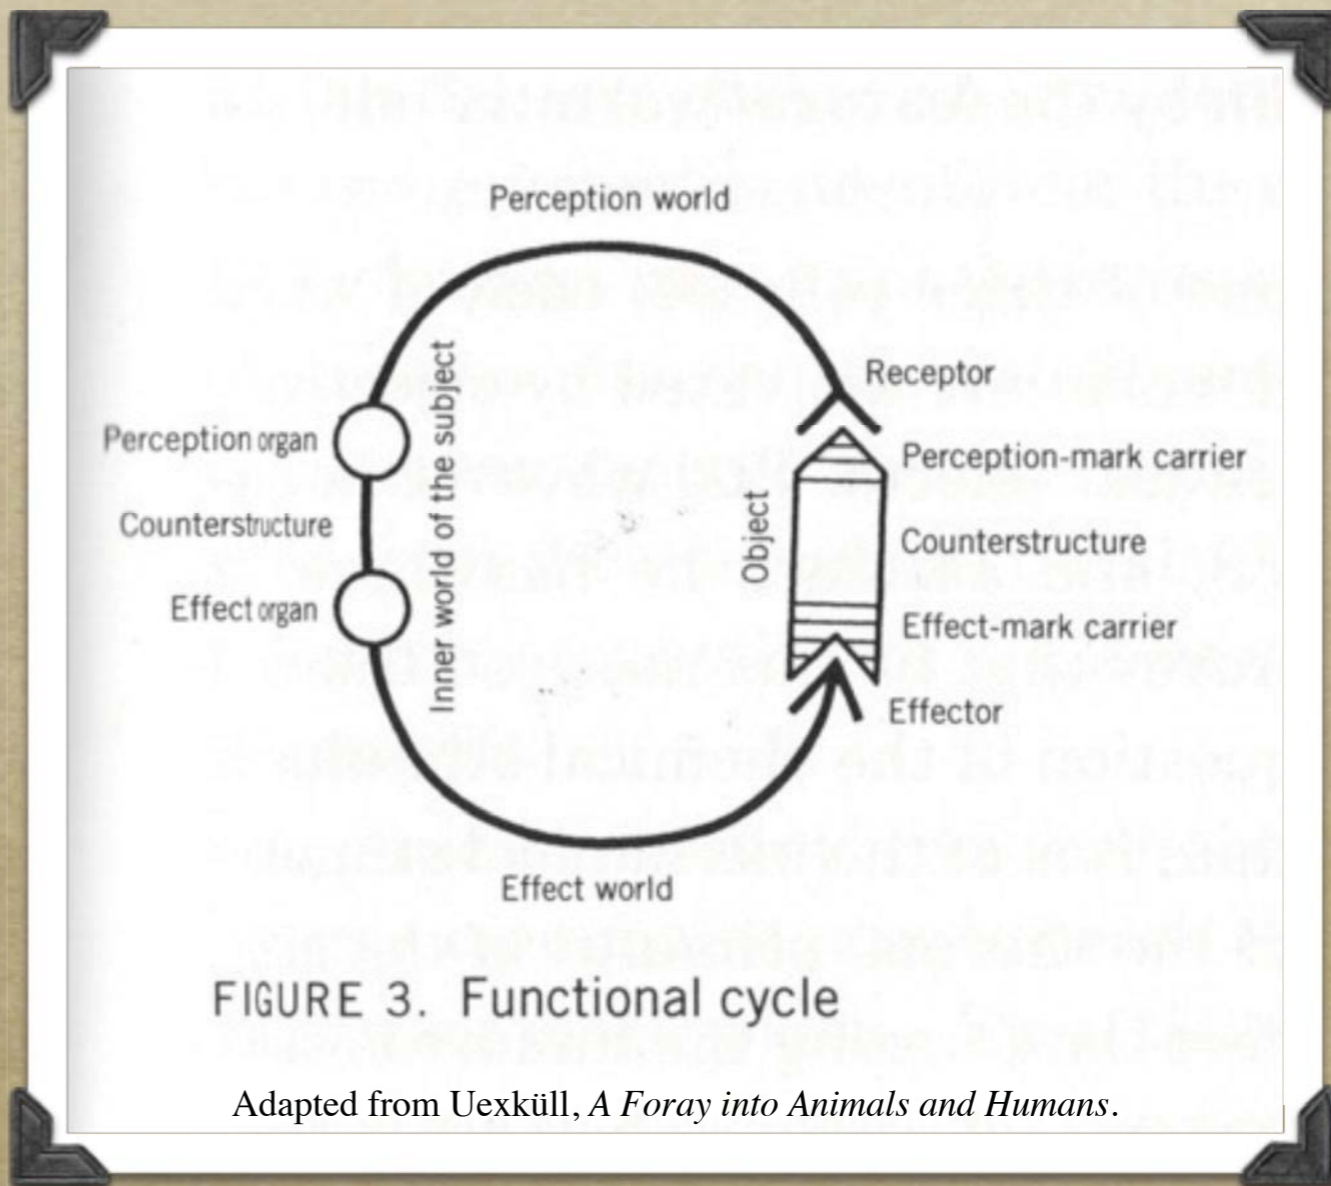 Perception world
Receptor
Perception organ
Perception-mark carrier
Inner world of the subject
Object
Counterstructure
Counterstructure
Effect organ
Effect-mark carrier
Effector
Effect world
FIGURE 3. Functional cycle
Adapted from Uexküll, A Foray into Animals and Humans.